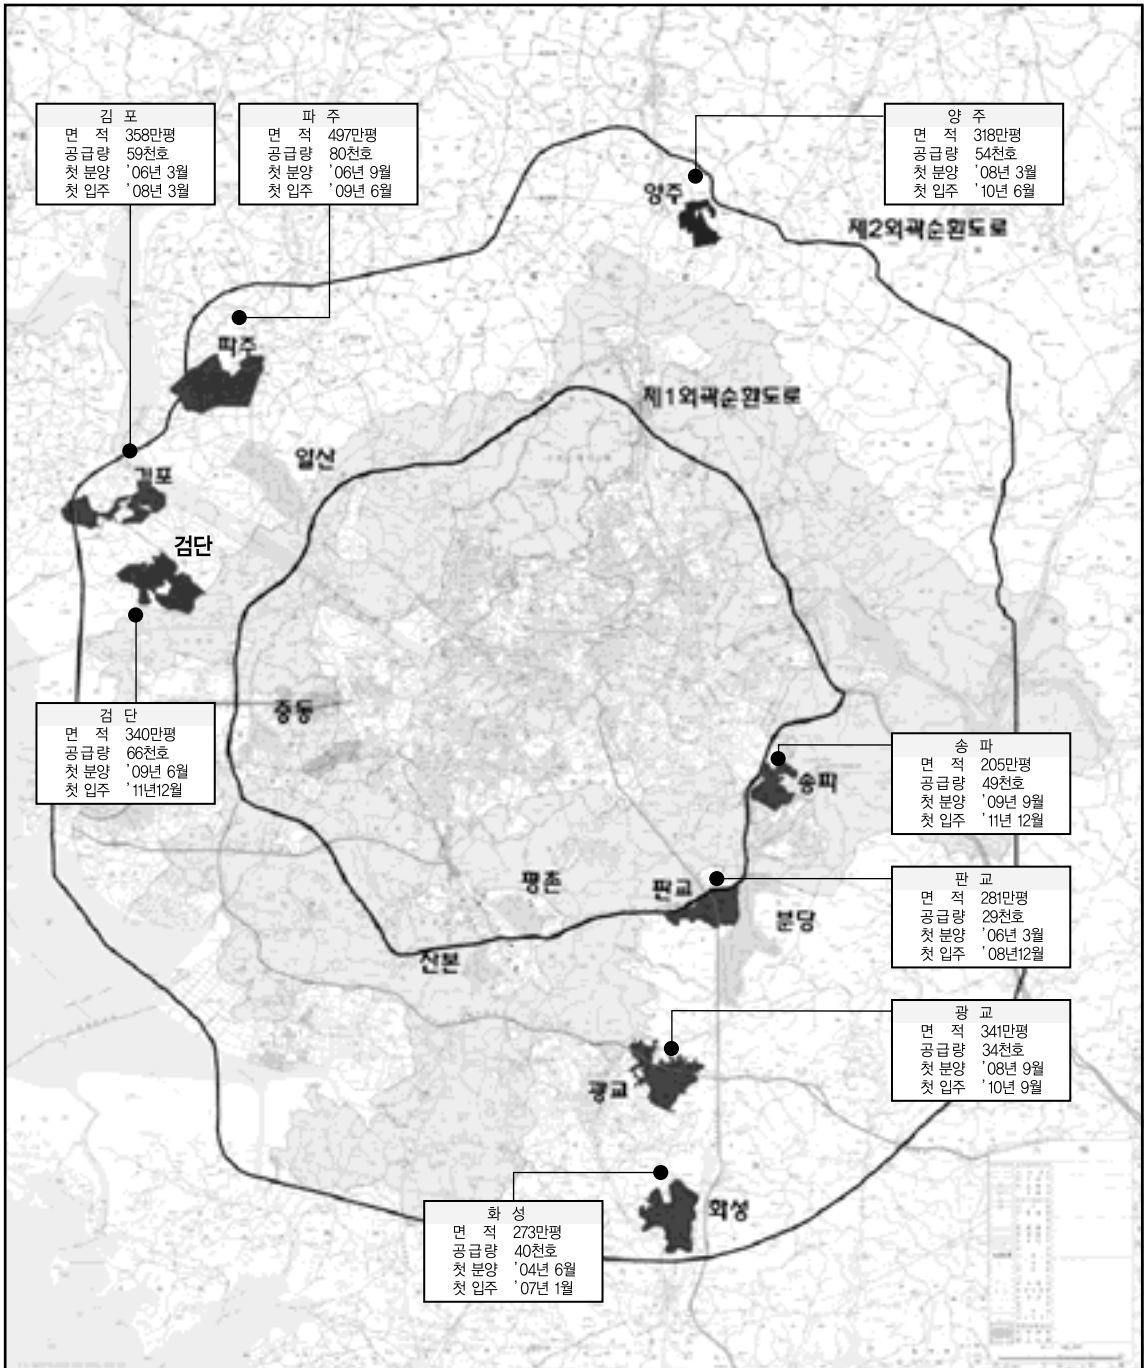 김 포
면 적 358만평
공급량 59천호
첫 분양 '06년 3월
첫 입주 '08년 3월
파 주
면 적 497만평
공급량 80천호
첫 분양 '06년 9월
첫 입주 '09년 6월
양 주
면 적 318만평
공급량 54천호
첫 분양 '08년 3월
첫 입주 '10년 6월
양주
제2외곽순환도로
파주
제1외곽순환도로
일산
김포
검단
중동
검 단
면 적 340만평
공급량 66천호
첫 분양 '09년 6월
첫 입주 '11년12월
송 파
면 적 205만평
공급량 49천호
첫 분양 '09년 9월
첫 입주 '11년 12월
송파
평촌
판교
분당
산본
판 교
면 적 281만평
공급량 29천호
첫 분양 '06년 3월
첫 입주 '08년12월
광 교
면 적 341만평
공급량 34천호
첫 분양 '08년 9월
첫 입주 '10년 9월
광교
화성
화 성
면 적 273만평
공급량 40천호
첫 분양 '04년 6월
첫 입주 '07년 1월